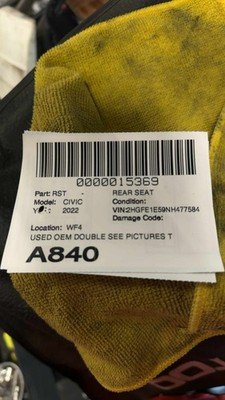 0000015369
Part: RST - REAR SEAT
Model: CIVIC Condition:
2022 VIN:2HGFE1E59NH477584
Damage Code:
Location: WF4
USED OEM DOUBLE SEE PICTURES T
A840